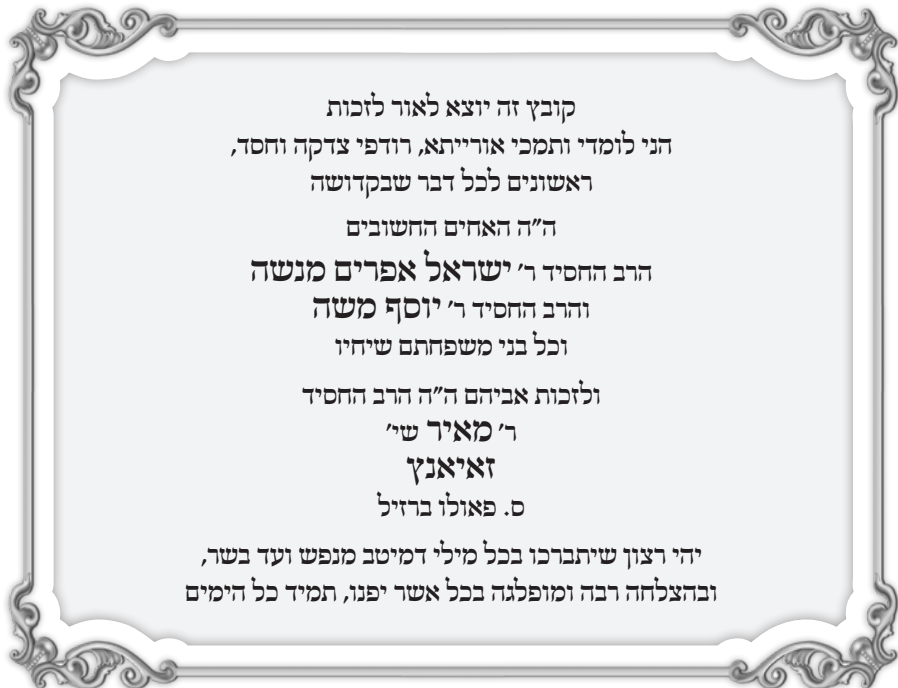 קובץ זה יוצא לאור לזכות
הני לומדי ותמכי אורייתא, רודפי צדקה וחסד,
ראשונים לכל דבר שבקדושה
ה״ה האחים החשובים
הרב החסיד ר׳ ישראל אפרים מנשה
והרב החסיד ר׳ יוסף משה
וכל בני משפחתם שיחיו
ולזכות אביהם ה״ה הרב החסיד
ר׳ מאיר שי׳
זאיאנץ
ס. פאולו ברזיל
יהי רצון שיתברכו בכל מילי דמיטב מנפש ועד בשר,
ובהצלחה רבה ומופלגה בכל אשר יפנו, תמיד כל הימים